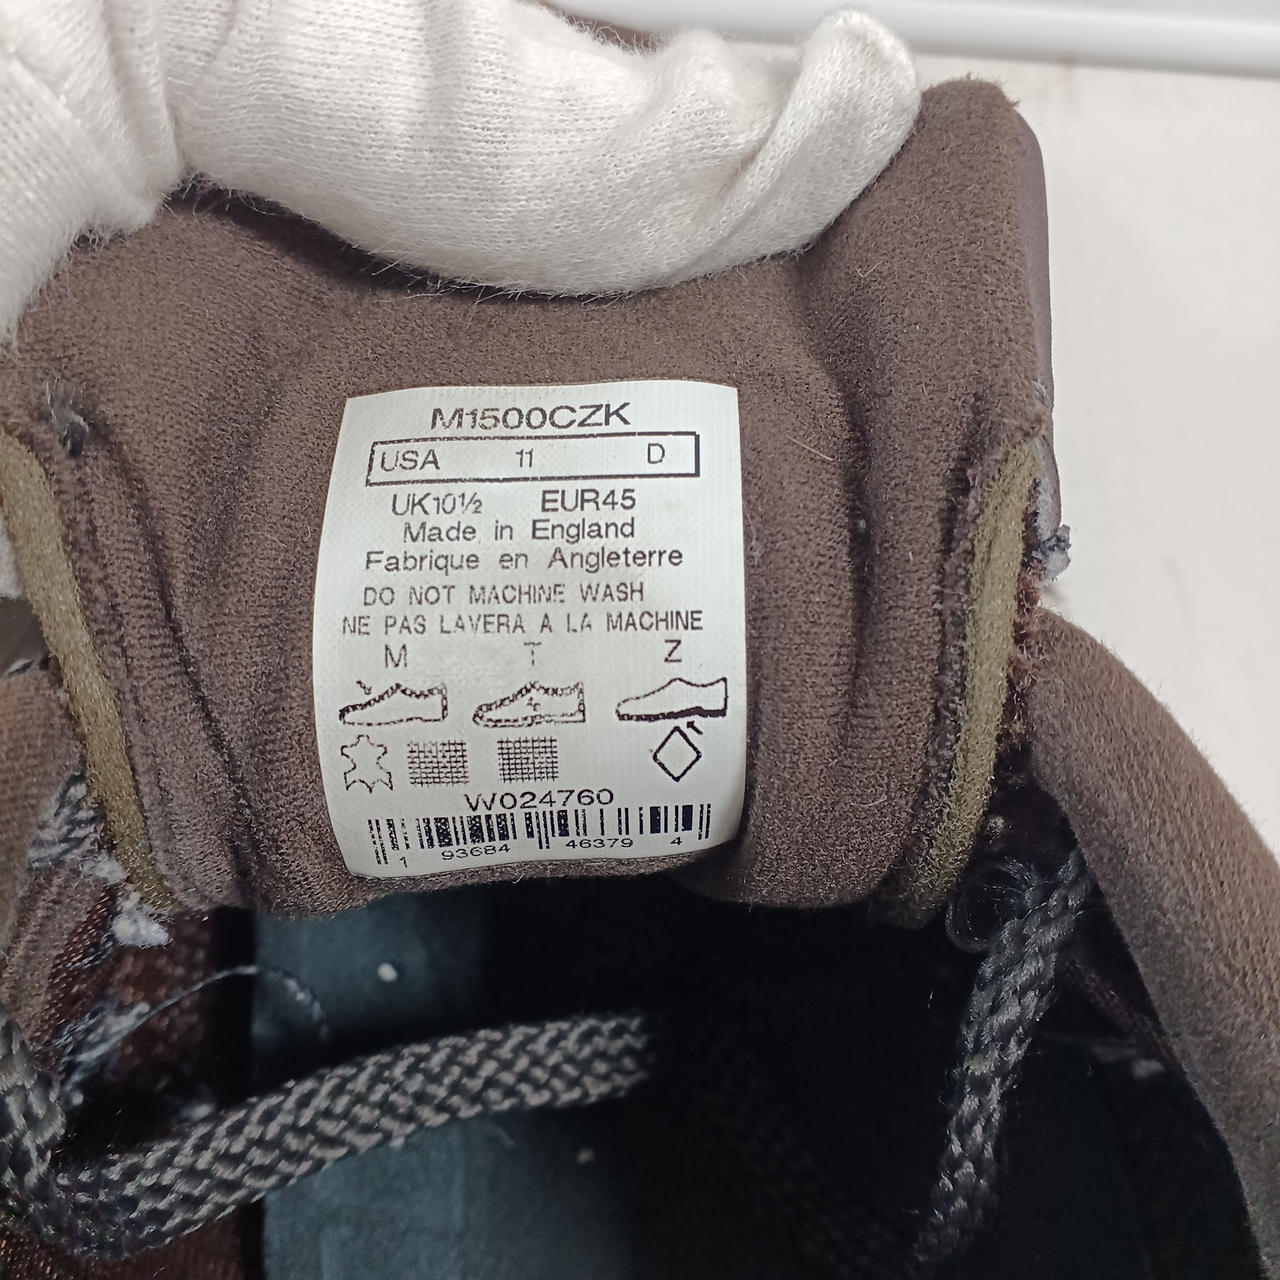 M1500CZK
USA 11 D
UK10½ EUR45
Made in England
Fabrique en Angleterre
DO NOT MACHINE WASH
NE PAS LAVERA A LA MACHINE
M T Z
W024760
1 93684 46379 4